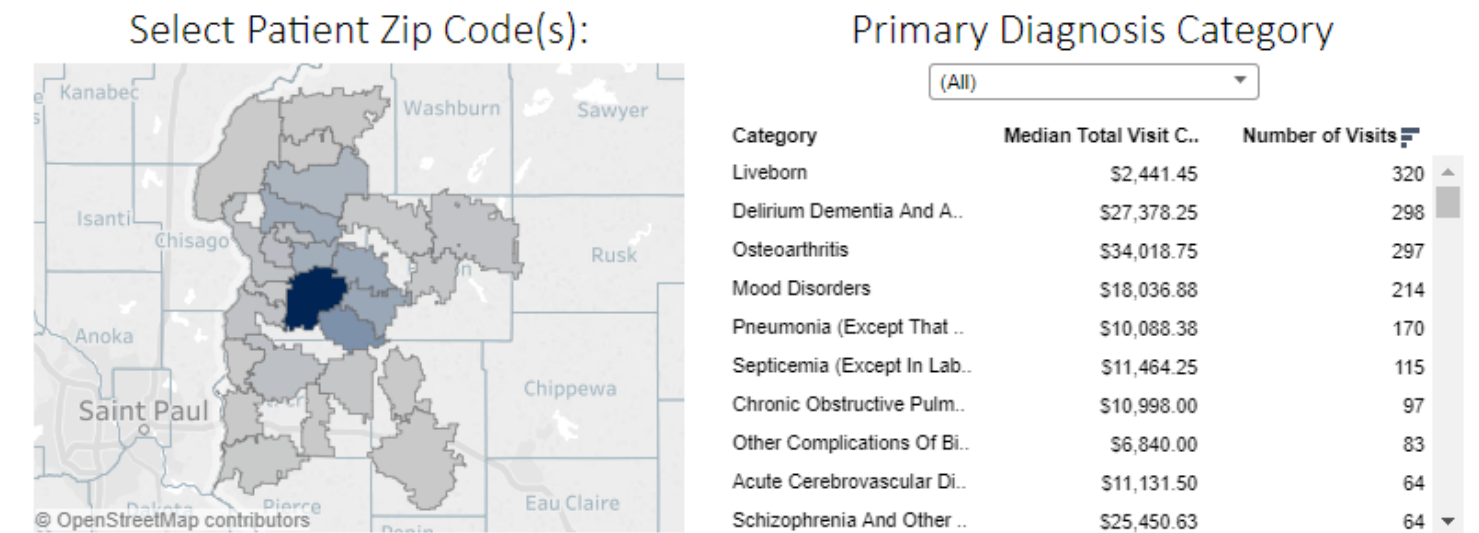 Select Patient Zip Code(s):
Kanabec
Washburn
Sawyer
Isanti
Chisago
Rusk
Anoka
Chippewa
Saint Paul
Eau Claire
Dakota
Pierce
© OpenStreetMap contributors
Primary Diagnosis Category
(All)
Category Median Total Visit C.. Number of Visits
Liveborn $2,441.45 320
Delirium Dementia And A.. $27,378.25 298
Osteoarthritis $34,018.75 297
Mood Disorders $18,036.88 214
Pneumonia (Except That .. $10,088.38 170
Septicemia (Except In Lab.. $11,464.25 115
Chronic Obstructive Pulm.. $10,998.00 97
Other Complications Of Bi.. $6,840.00 83
Acute Cerebrovascular Di.. $11,131.50 64
Schizophrenia And Other .. $25,450.63 64